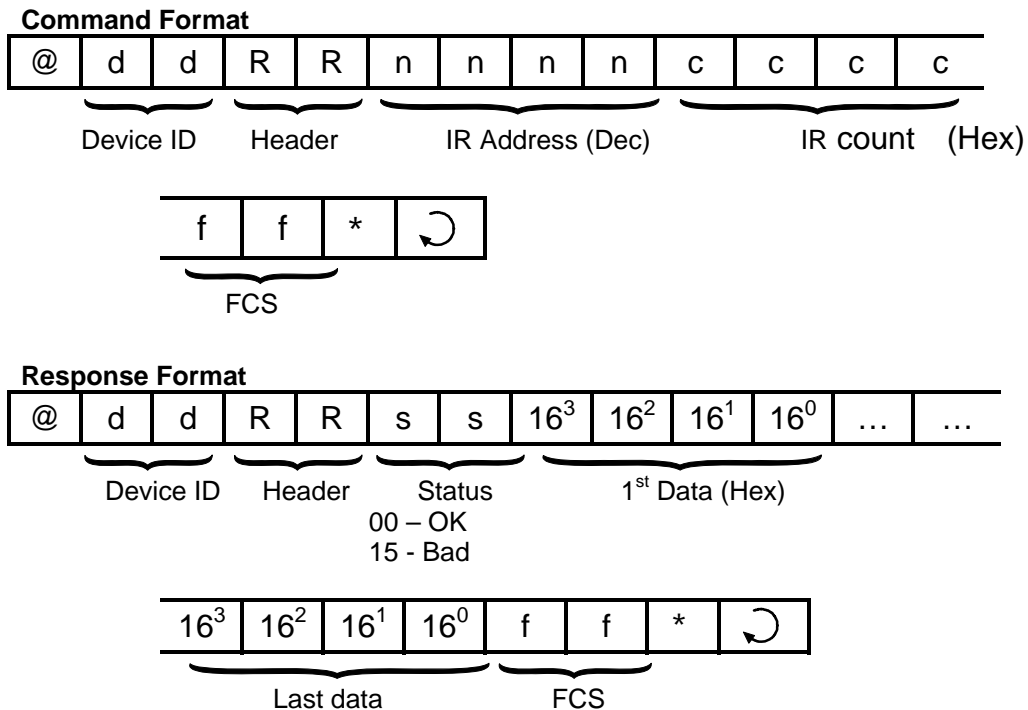 Command Format
@ d d R R n n n n c c c c
Device ID Header IR Address (Dec) IR count (Hex)
f f *
FCS
Response Format
@ d d R R s s 16³ 16² 16¹ 16⁰ … …
Device ID Header Status 1ˢᵗ Data (Hex)
00 – OK
15 - Bad
16³ 16² 16¹ 16⁰ f f *
Last data FCS